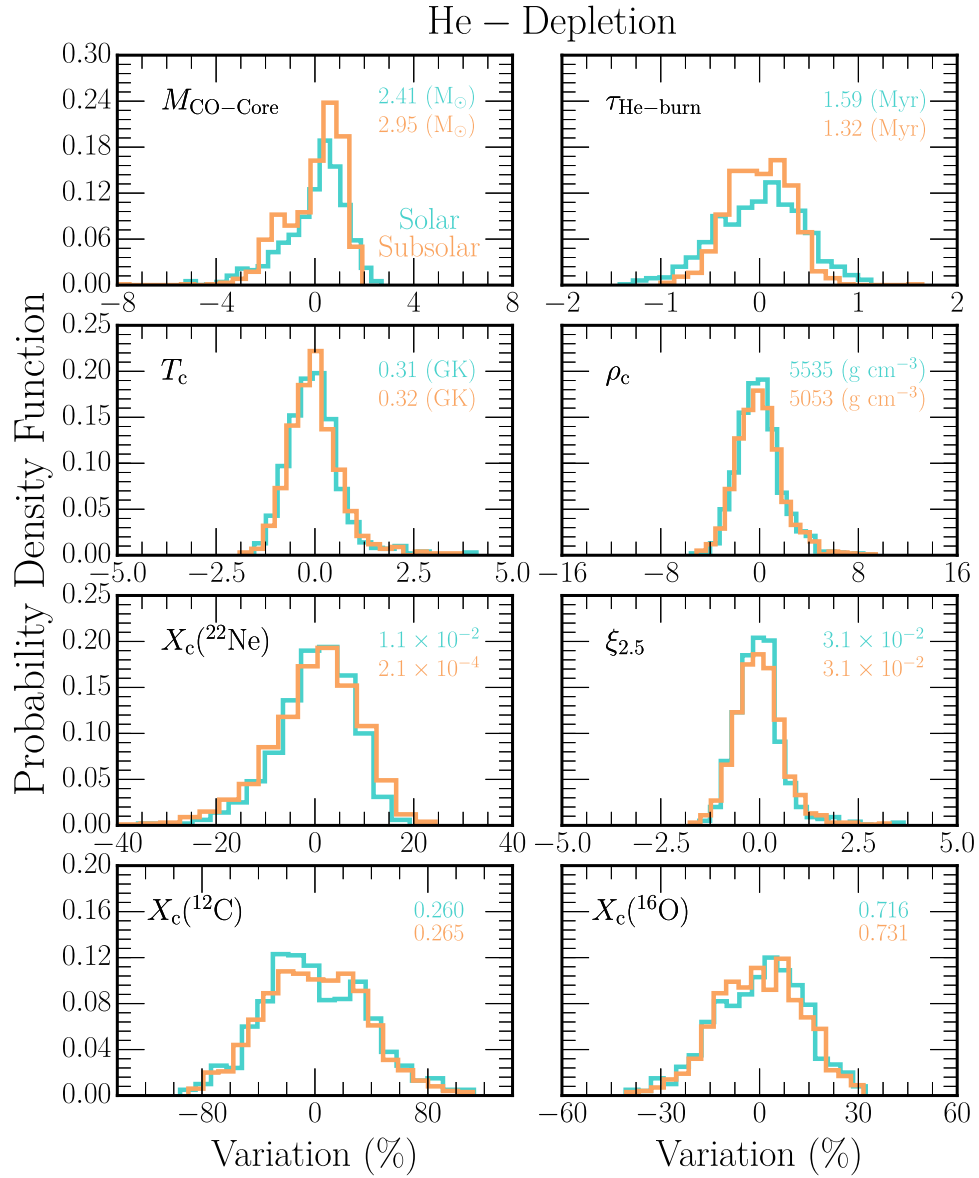 He − Depletion
Probability Density Function
0.30
0.24
0.18
0.12
0.06
0.00
M_CO−Core
2.41 (M⊙)
2.95 (M⊙)
Solar
Subsolar
−8 −4 0 4 8
τ_He−burn
1.59 (Myr)
1.32 (Myr)
−2 −1 0 1 2
0.25
0.20
0.15
0.10
0.05
0.00
T_c
0.31 (GK)
0.32 (GK)
−5.0 −2.5 0.0 2.5 5.0
ρ_c
5535 (g cm⁻³)
5053 (g cm⁻³)
−16 −8 0 8 16
0.25
0.20
0.15
0.10
0.05
0.00
X_c(²²Ne)
1.1 × 10⁻²
2.1 × 10⁻⁴
−40 −20 0 20 40
ξ_2.5
3.1 × 10⁻²
3.1 × 10⁻²
−5.0 −2.5 0.0 2.5 5.0
0.20
0.16
0.12
0.08
0.04
0.00
X_c(¹²C)
0.260
0.265
−80 0 80
Variation (%)
X_c(¹⁶O)
0.716
0.731
−60 −30 0 30 60
Variation (%)